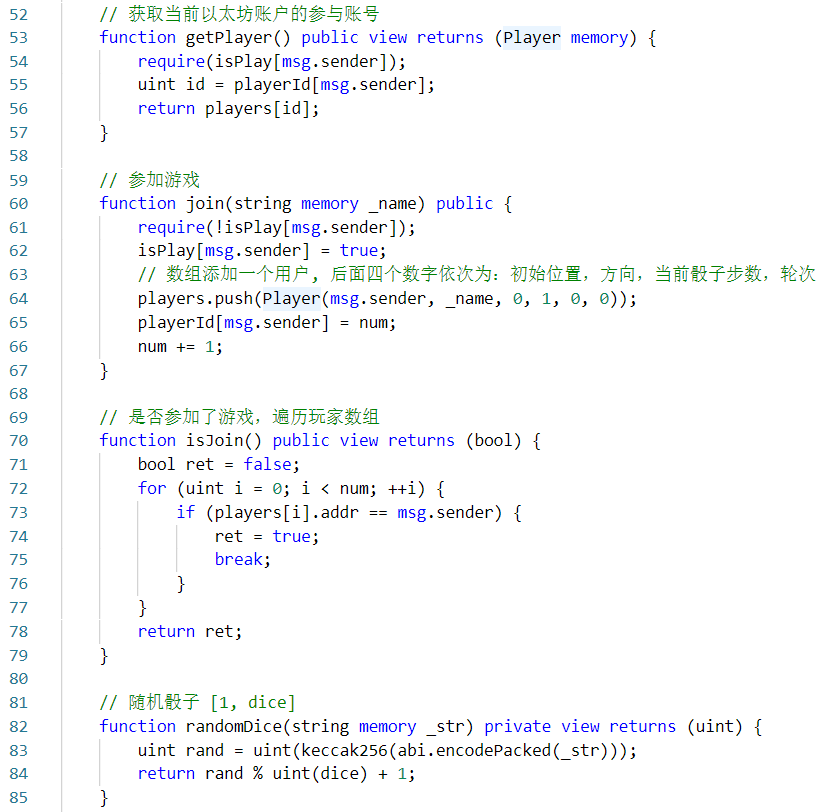 52 // 获取当前以太坊账户的参与账号
53 function getPlayer() public view returns (Player memory) {
54 require(isPlay[msg.sender]);
55 uint id = playerId[msg.sender];
56 return players[id];
57 }
58
59 // 参加游戏
60 function join(string memory _name) public {
61 require(!isPlay[msg.sender]);
62 isPlay[msg.sender] = true;
63 // 数组添加一个用户, 后面四个数字依次为：初始位置，方向，当前骰子步数，轮次
64 players.push(Player(msg.sender, _name, 0, 1, 0, 0));
65 playerId[msg.sender] = num;
66 num += 1;
67 }
68
69 // 是否参加了游戏，遍历玩家数组
70 function isJoin() public view returns (bool) {
71 bool ret = false;
72 for (uint i = 0; i < num; ++i) {
73 if (players[i].addr == msg.sender) {
74 ret = true;
75 break;
76 }
77 }
78 return ret;
79 }
80
81 // 随机骰子 [1, dice]
82 function randomDice(string memory _str) private view returns (uint) {
83 uint rand = uint(keccak256(abi.encodePacked(_str)));
84 return rand % uint(dice) + 1;
85 }